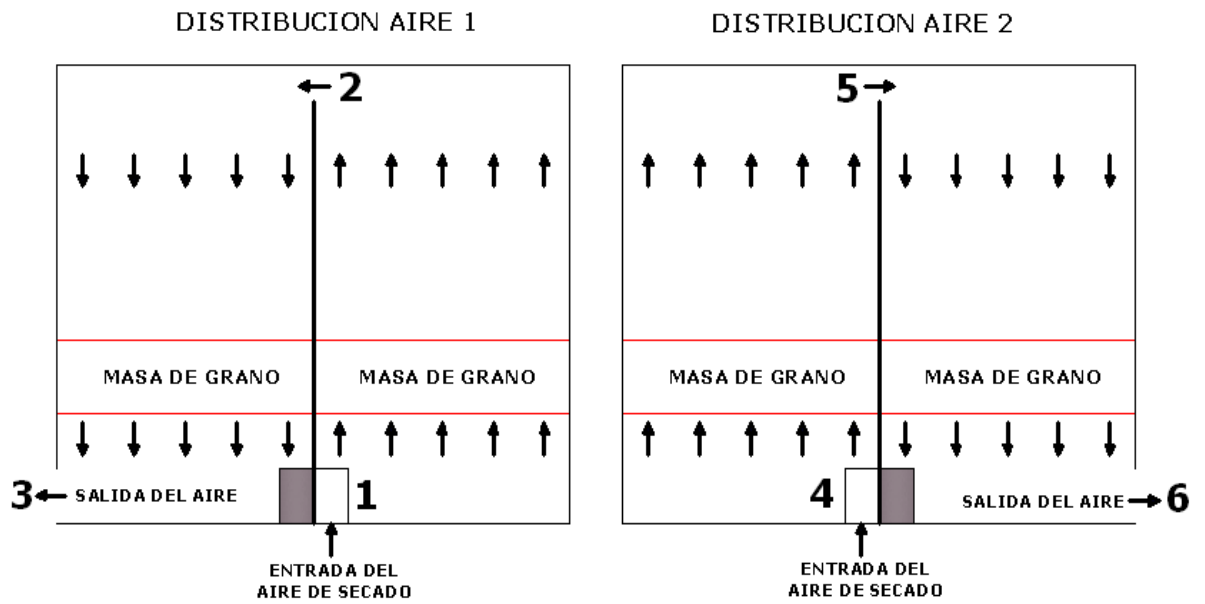 DISTRIBUCION AIRE 1
DISTRIBUCION AIRE 2
2
5
MASA DE GRANO
MASA DE GRANO
MASA DE GRANO
MASA DE GRANO
3
SALIDA DEL AIRE
1
4
SALIDA DEL AIRE
6
ENTRADA DEL
AIRE DE SECADO
ENTRADA DEL
AIRE DE SECADO